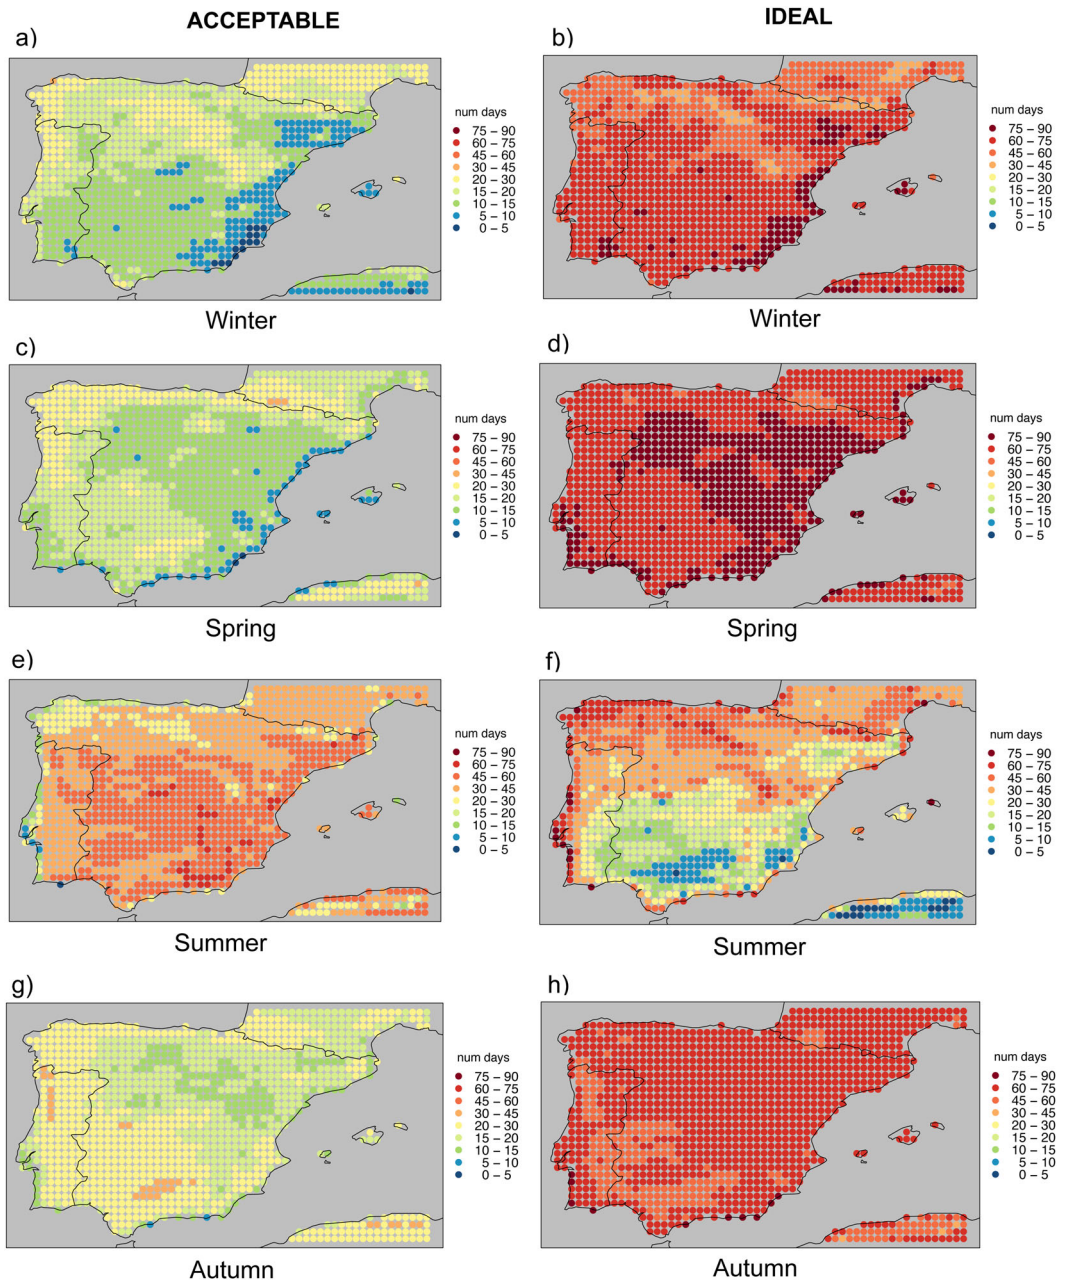 ACCEPTABLE
IDEAL
a)
b)
num days
75 – 90
60 – 75
45 – 60
30 – 45
20 – 30
15 – 20
10 – 15
5 – 10
0 – 5
num days
75 – 90
60 – 75
45 – 60
30 – 45
20 – 30
15 – 20
10 – 15
5 – 10
0 – 5
Winter
Winter
c)
d)
num days
75 – 90
60 – 75
45 – 60
30 – 45
20 – 30
15 – 20
10 – 15
5 – 10
0 – 5
num days
75 – 90
60 – 75
45 – 60
30 – 45
20 – 30
15 – 20
10 – 15
5 – 10
0 – 5
Spring
Spring
e)
f)
num days
75 – 90
60 – 75
45 – 60
30 – 45
20 – 30
15 – 20
10 – 15
5 – 10
0 – 5
num days
75 – 90
60 – 75
45 – 60
30 – 45
20 – 30
15 – 20
10 – 15
5 – 10
0 – 5
Summer
Summer
g)
h)
num days
75 – 90
60 – 75
45 – 60
30 – 45
20 – 30
15 – 20
10 – 15
5 – 10
0 – 5
num days
75 – 90
60 – 75
45 – 60
30 – 45
20 – 30
15 – 20
10 – 15
5 – 10
0 – 5
Autumn
Autumn